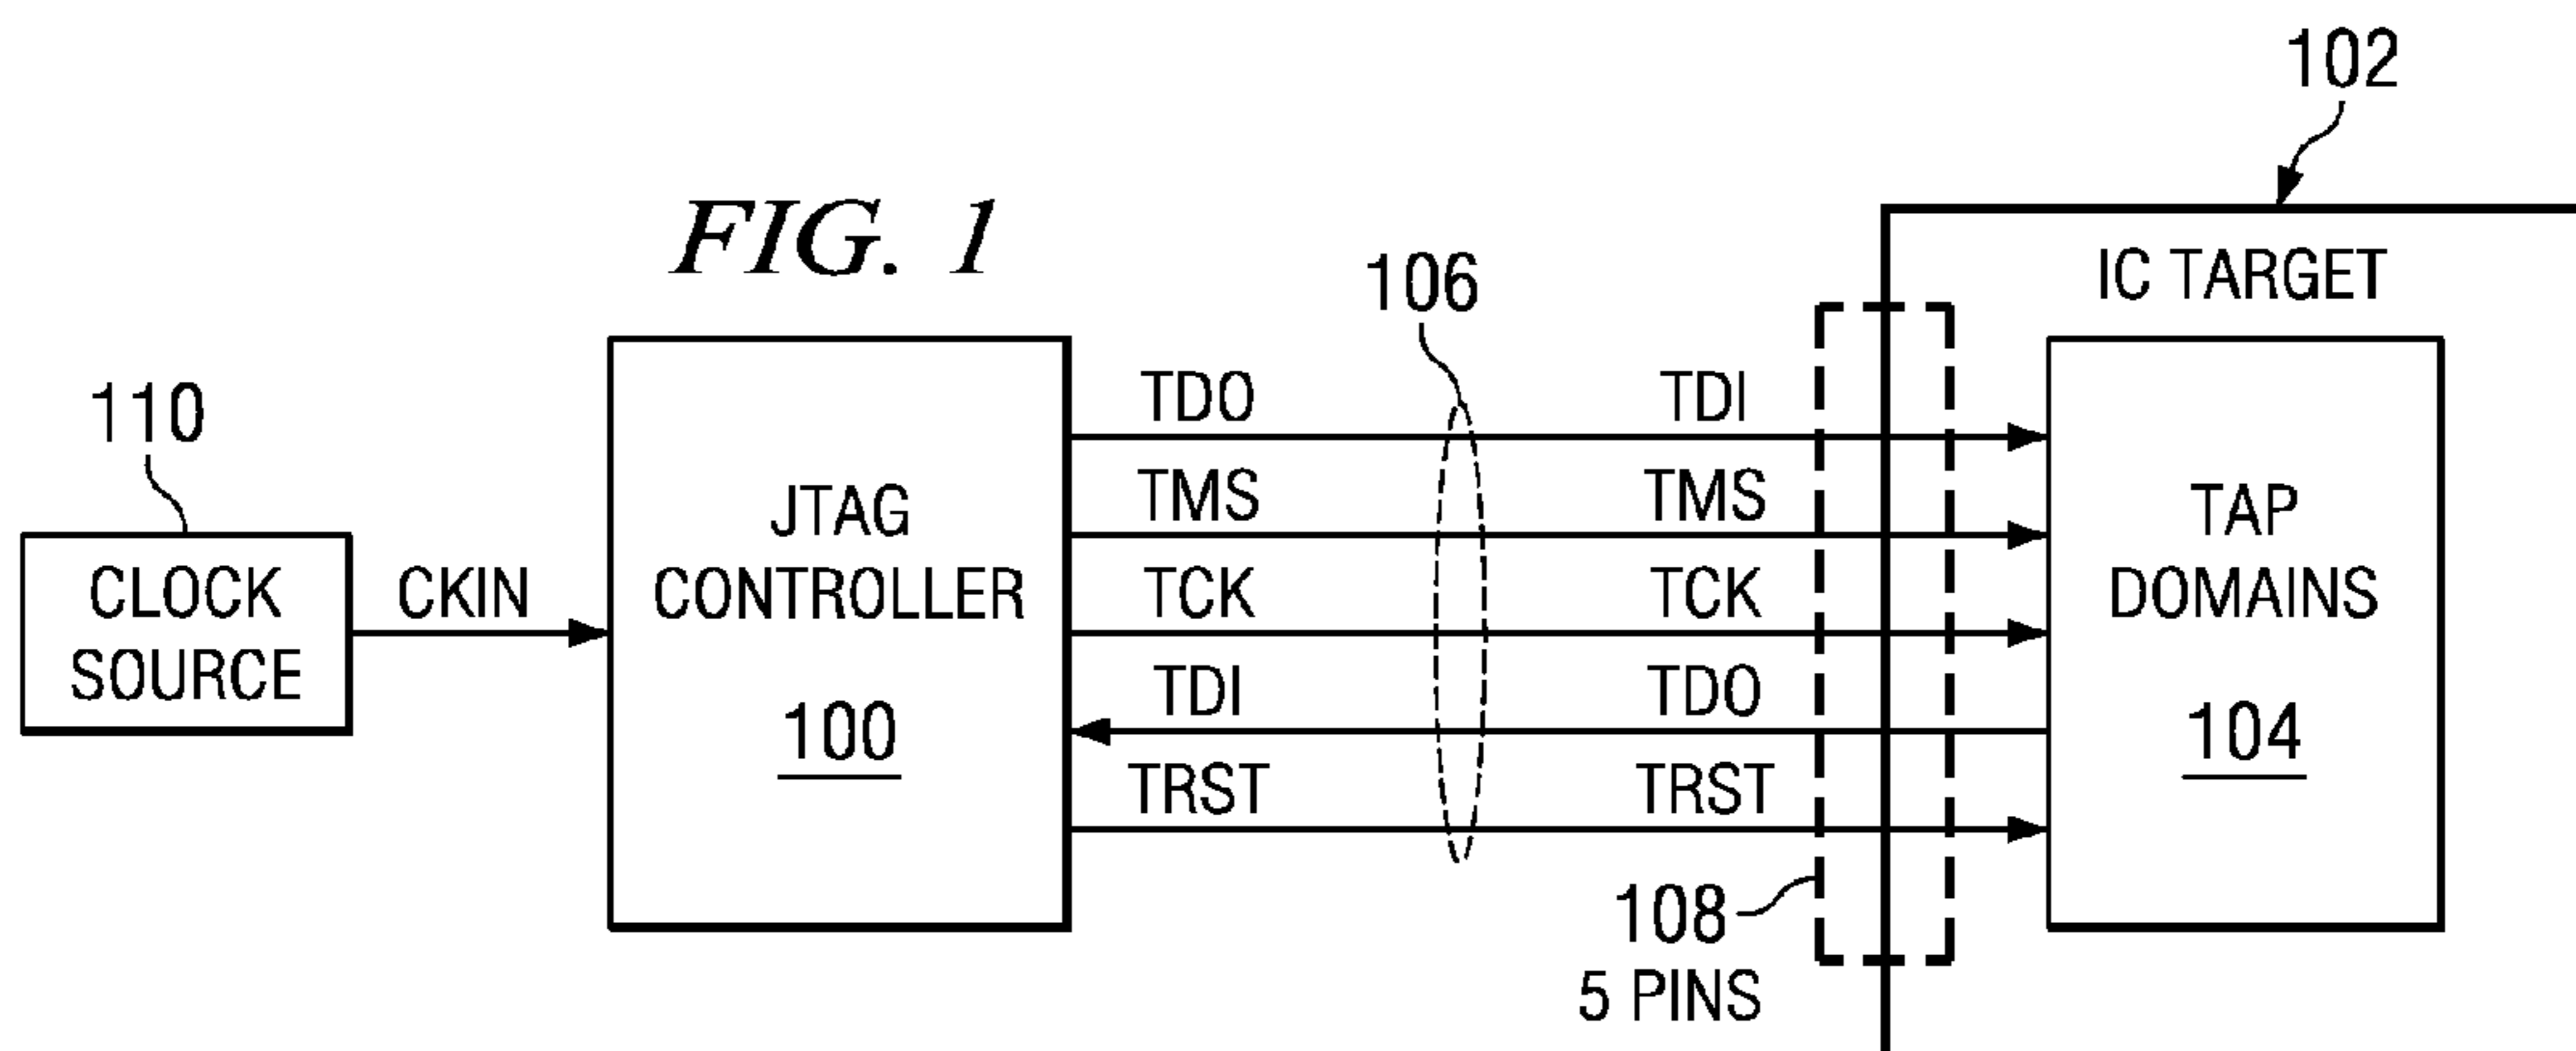 102
FIG. 1
IC TARGET
106
110
TDO TDI
TMS TMS
JTAG
CONTROLLER
100
TAP
DOMAINS
104
CLOCK
SOURCE
CKIN
TCK TCK
TDI TDO
TRST TRST
108
5 PINS